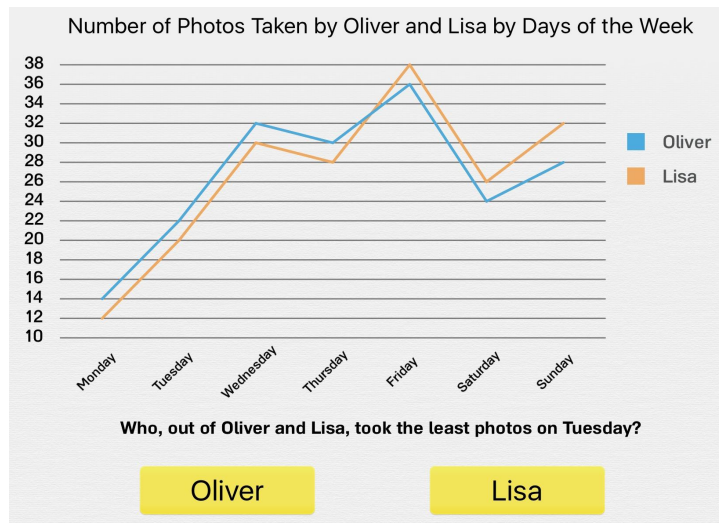 Number of Photos Taken by Oliver and Lisa by Days of the Week
38
36
34
32
30
28
26
24
22
20
18
16
14
12
10
Oliver
Lisa
Monday
Tuesday
Wednesday
Thursday
Friday
Saturday
Sunday
Who, out of Oliver and Lisa, took the least photos on Tuesday?
Oliver
Lisa